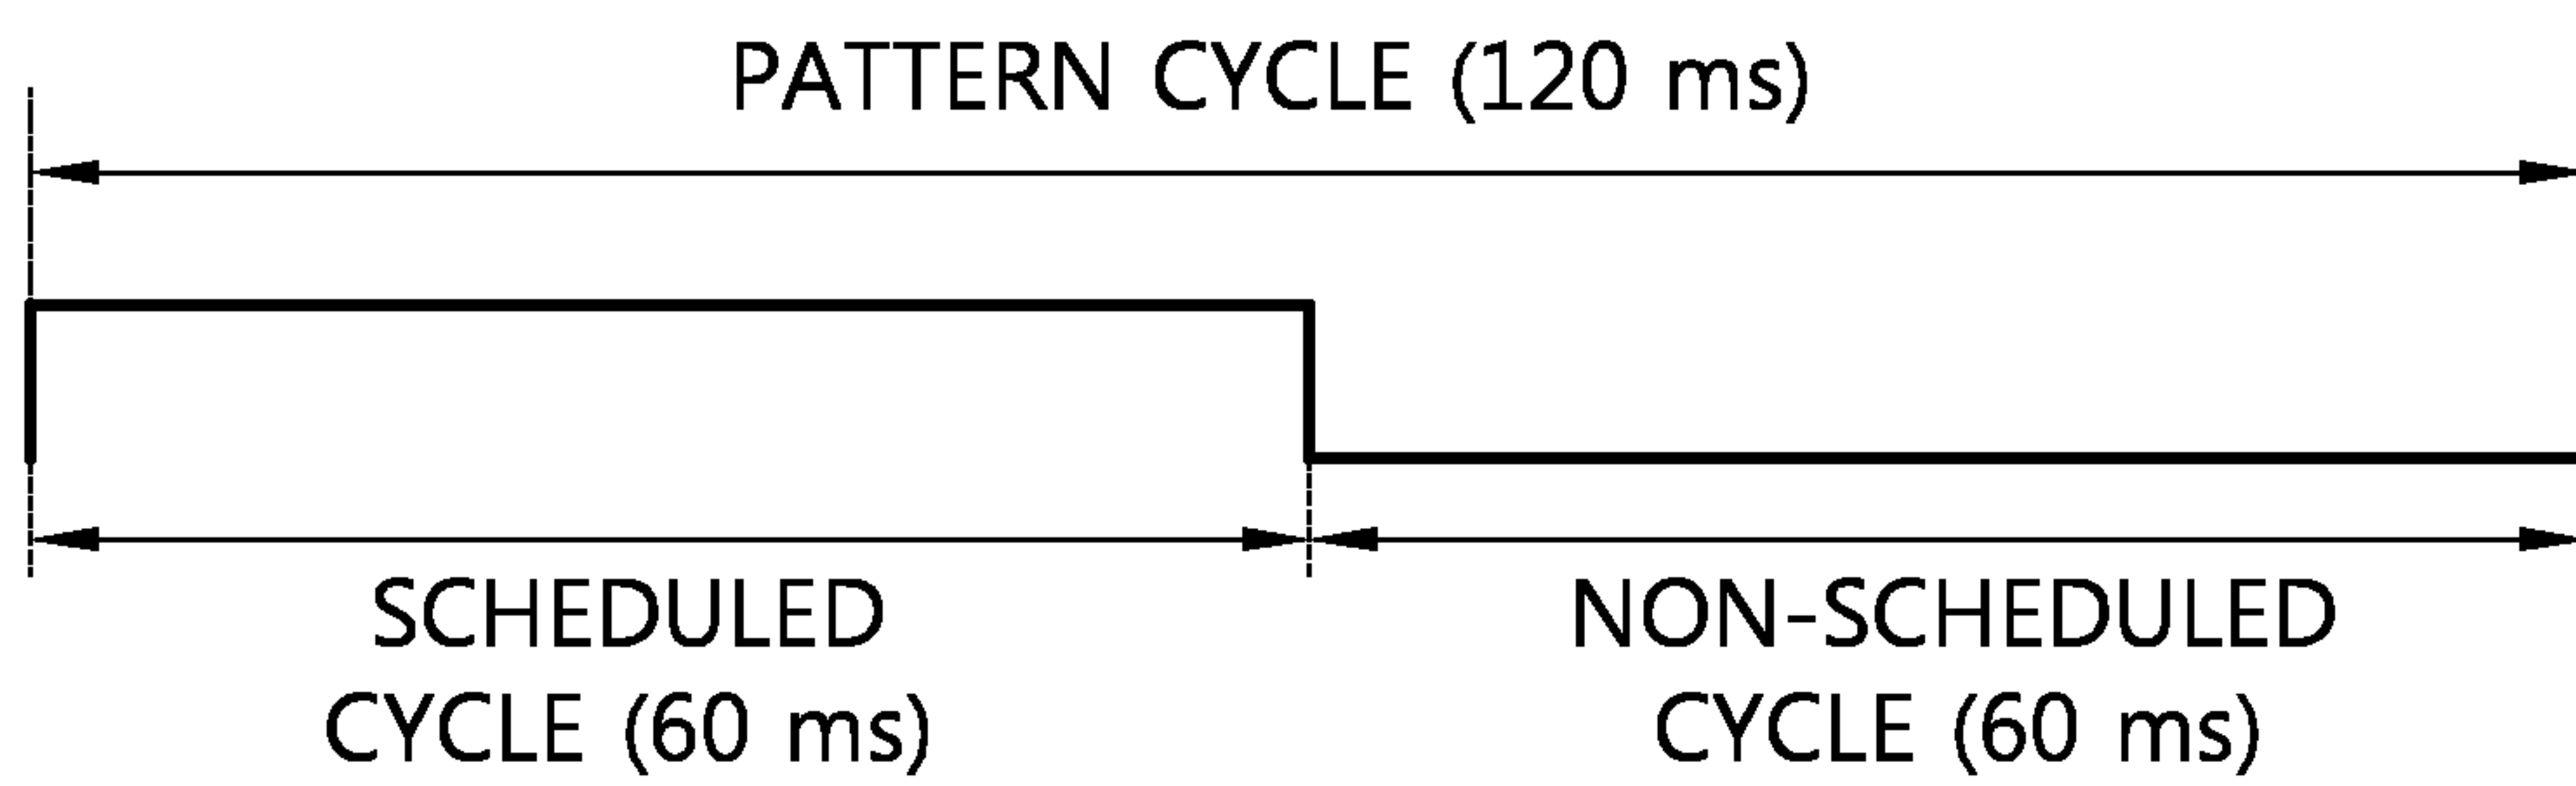 PATTERN CYCLE (120 ms)
SCHEDULED
CYCLE (60 ms)
NON-SCHEDULED
CYCLE (60 ms)